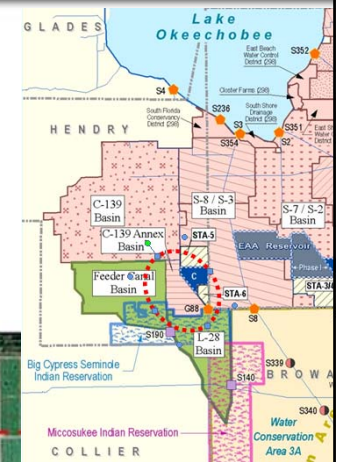 Lake
Okeechobee
GLADES
East Beach
Water Control
District (298)
S352
S4
Closter Farms (298)
S236
South Florida
Conservancy
District (298)
South Shore
Drainage
District (298)
S3
S351
S354
S2
HENDRY
C-139
Basin
S-8 / S-3
Basin
S-7 / S-2
Basin
C-139 Annex
Basin
STA-5
EAA Reservoir
Phase I
Feeder Canal
Basin
C
STA-6
STA-3/4
G88
S8
S190
L-28
Basin
Big Cypress Seminole
Indian Reservation
S140
S339
BROWA
Miccosukee Indian Reservation
S340
Water
Conservation
Area 3A
COLLIER